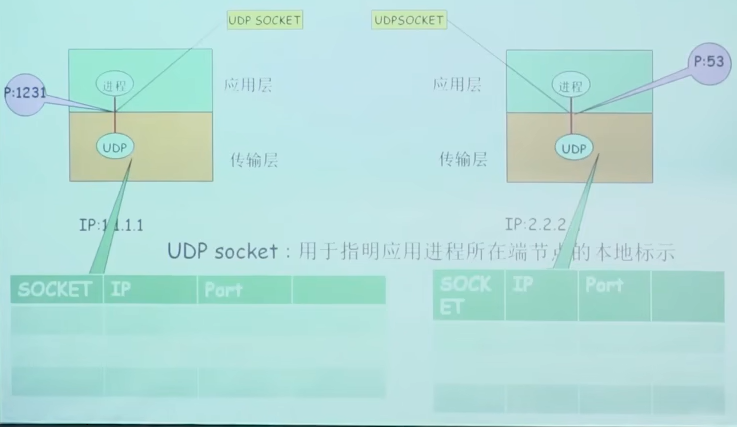 UDP SOCKET
UDPSOCKET
P:1231
进程
应用层
UDP
传输层
应用层
进程
P:53
传输层
UDP
IP:1.1.1.1
IP:2.2.2
UDP socket：用于指明应用进程所在端节点的本地标示
SOCKET IP Port
SOCK
ET IP Port